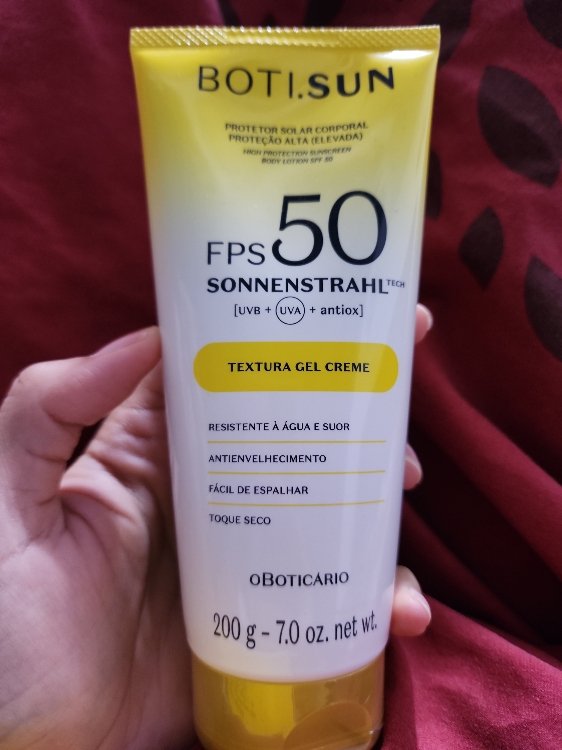 BOTI.SUN
PROTETOR SOLAR CORPORAL
PROTEÇÃO ALTA (ELEVADA)
HIGH PROTECTION SUNSCREEN
BODY LOTION SPF 50
FPS 50
SONNENSTRAHL TECH
[UVB + UVA + antiox]
TEXTURA GEL CREME
RESISTENTE À ÁGUA E SUOR
ANTIENVELHECIMENTO
FÁCIL DE ESPALHAR
TOQUE SECO
OBOTICÁRIO
200 g - 7.0 oz. net wt.